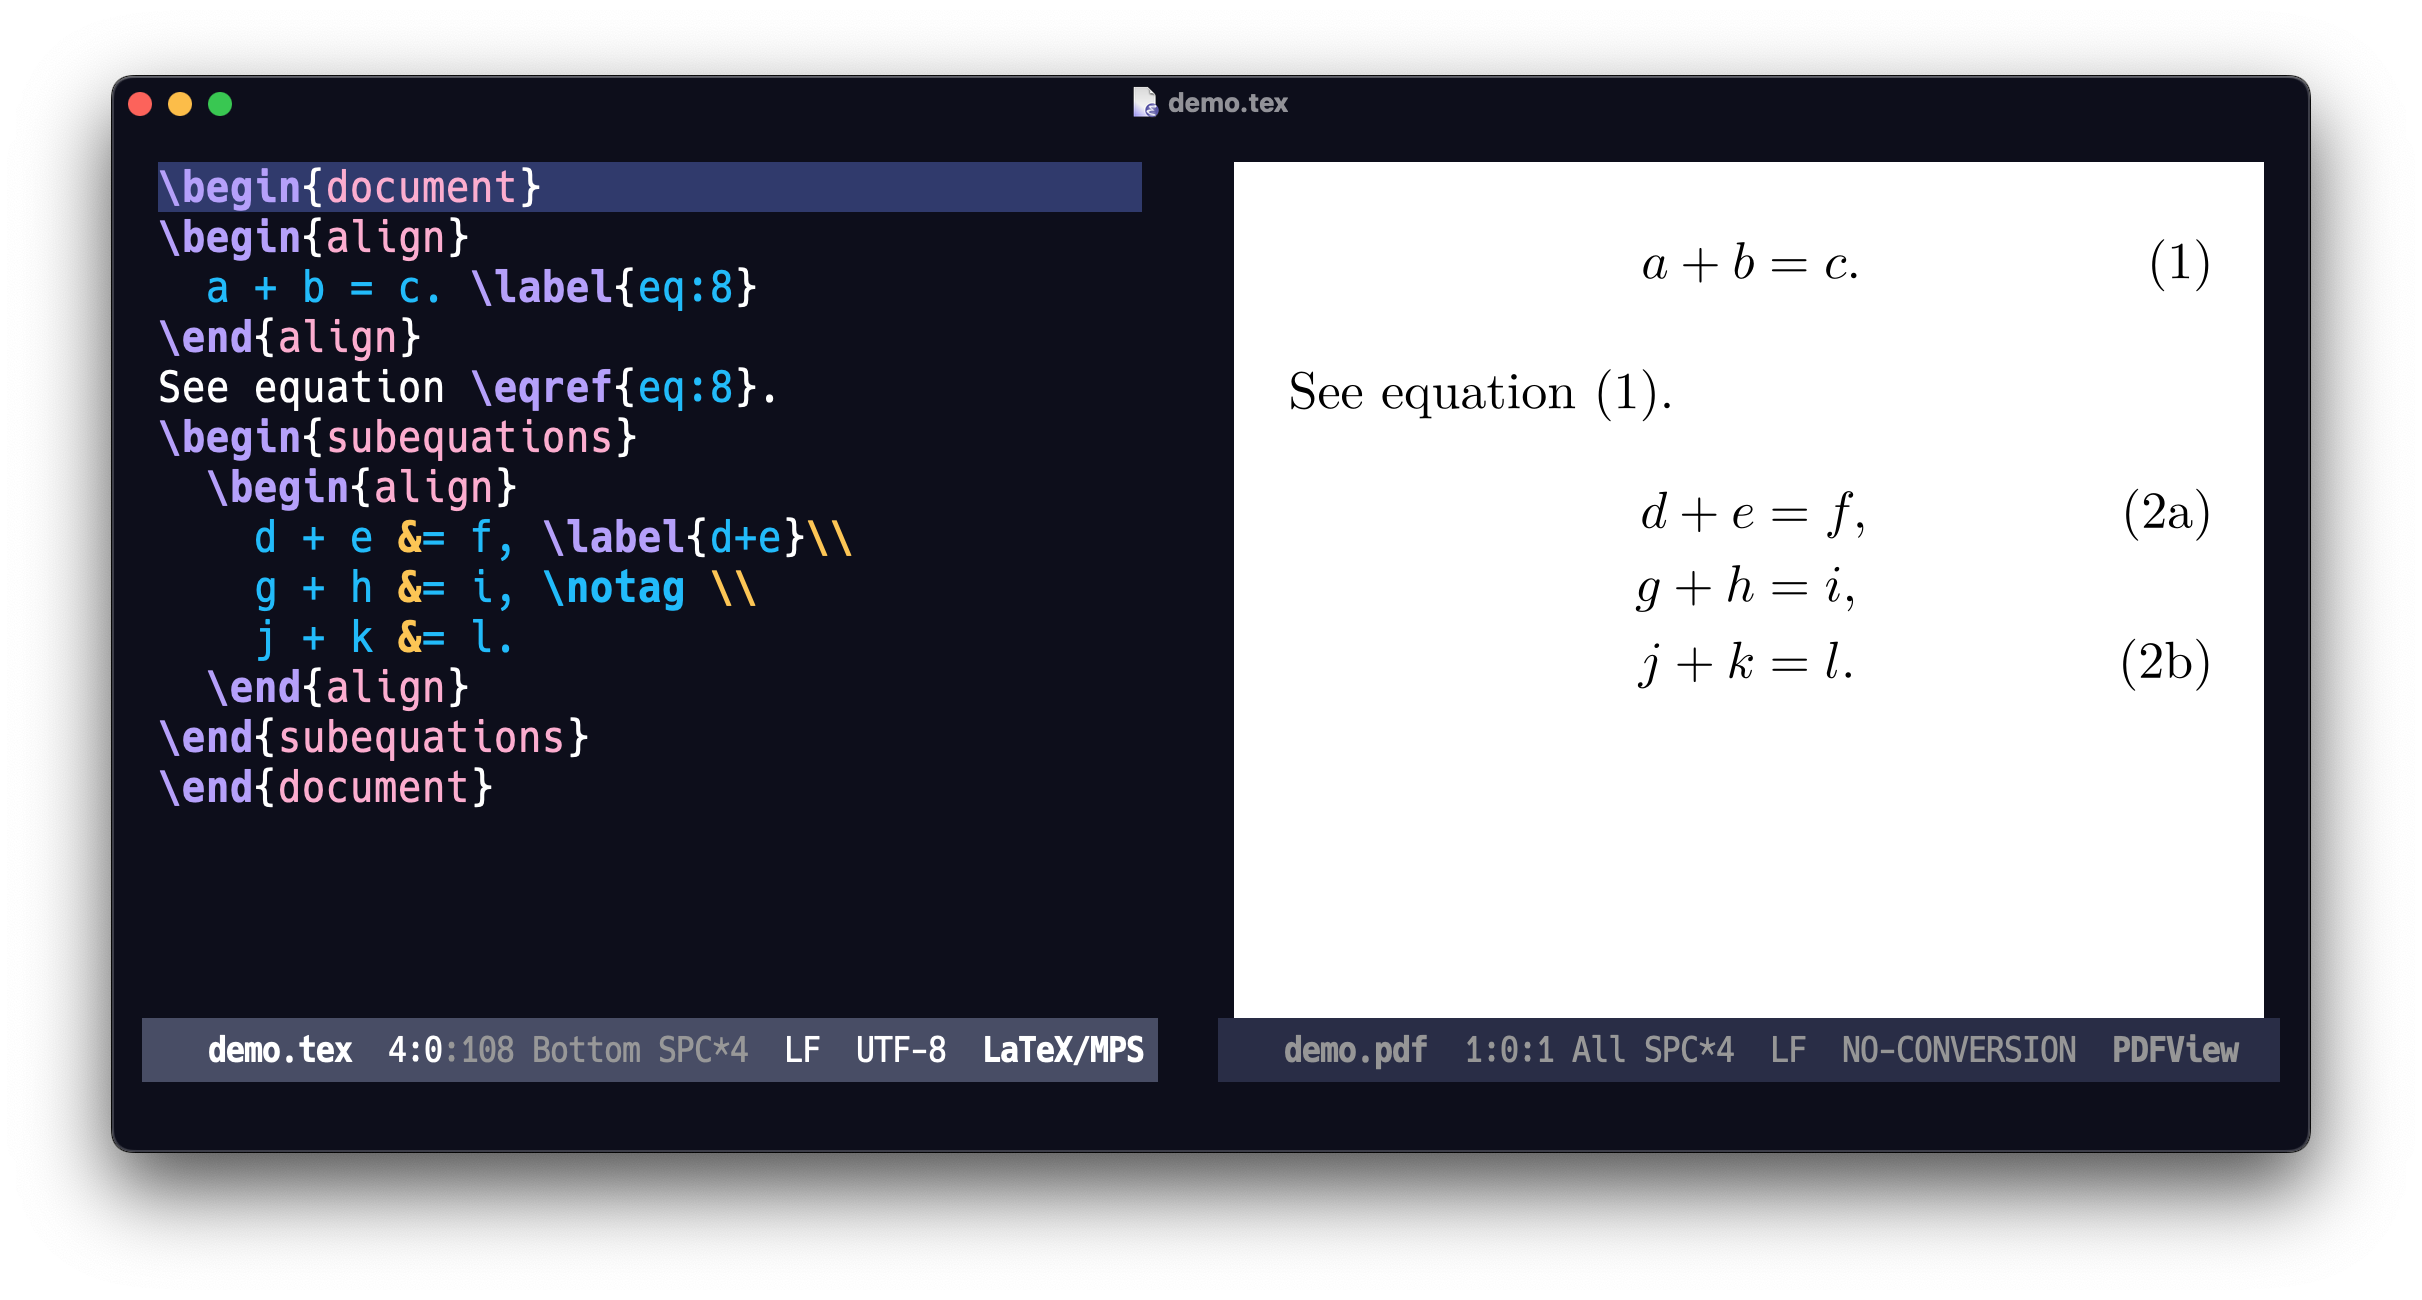 demo.tex
\begin{document}
\begin{align}
  a + b = c. \label{eq:8}
\end{align}
See equation \eqref{eq:8}.
\begin{subequations}
  \begin{align}
    d + e &= f, \label{d+e}\\
    g + h &= i, \notag \\
    j + k &= l.
  \end{align}
\end{subequations}
\end{document}
demo.tex 4:0:108 Bottom SPC*4 LF UTF-8 LaTeX/MPS
a + b = c. (1)
See equation (1).
d + e = f, (2a)
g + h = i,
j + k = l. (2b)
demo.pdf 1:0:1 All SPC*4 LF NO-CONVERSION PDFView